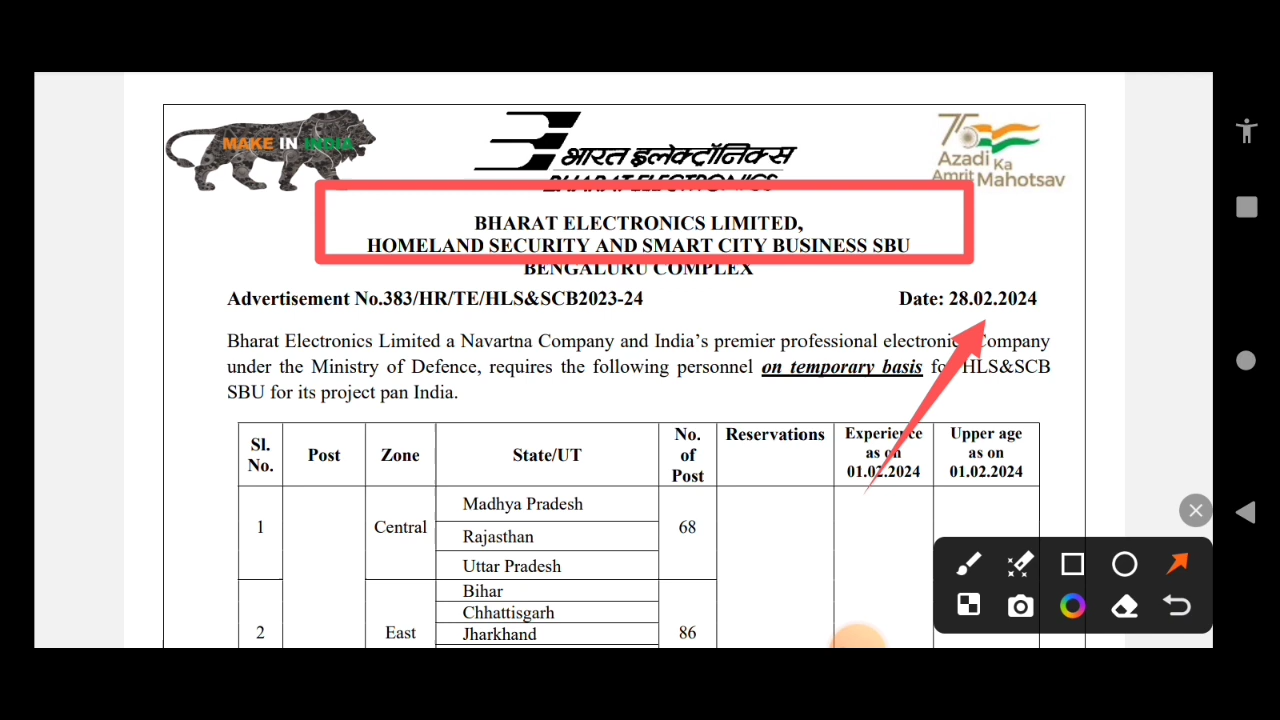 MAKE IN INDIA
भारत इलेक्ट्रॉनिक्स
BHARAT ELECTRONICS
75
Azadi Ka
Amrit Mahotsav
BHARAT ELECTRONICS LIMITED,
HOMELAND SECURITY AND SMART CITY BUSINESS SBU
BENGALURU COMPLEX
Advertisement No.383/HR/TE/HLS&SCB2023-24 Date: 28.02.2024
Bharat Electronics Limited a Navartna Company and India's premier professional electronics Company
under the Ministry of Defence, requires the following personnel on temporary basis for HLS&SCB
SBU for its project pan India.
Sl. No. Post Zone State/UT No. of Post Reservations Experience as on 01.02.2024 Upper age as on 01.02.2024
1 Central Madhya Pradesh 68
Rajasthan
Uttar Pradesh
2 East Bihar 86
Chhattisgarh
Jharkhand